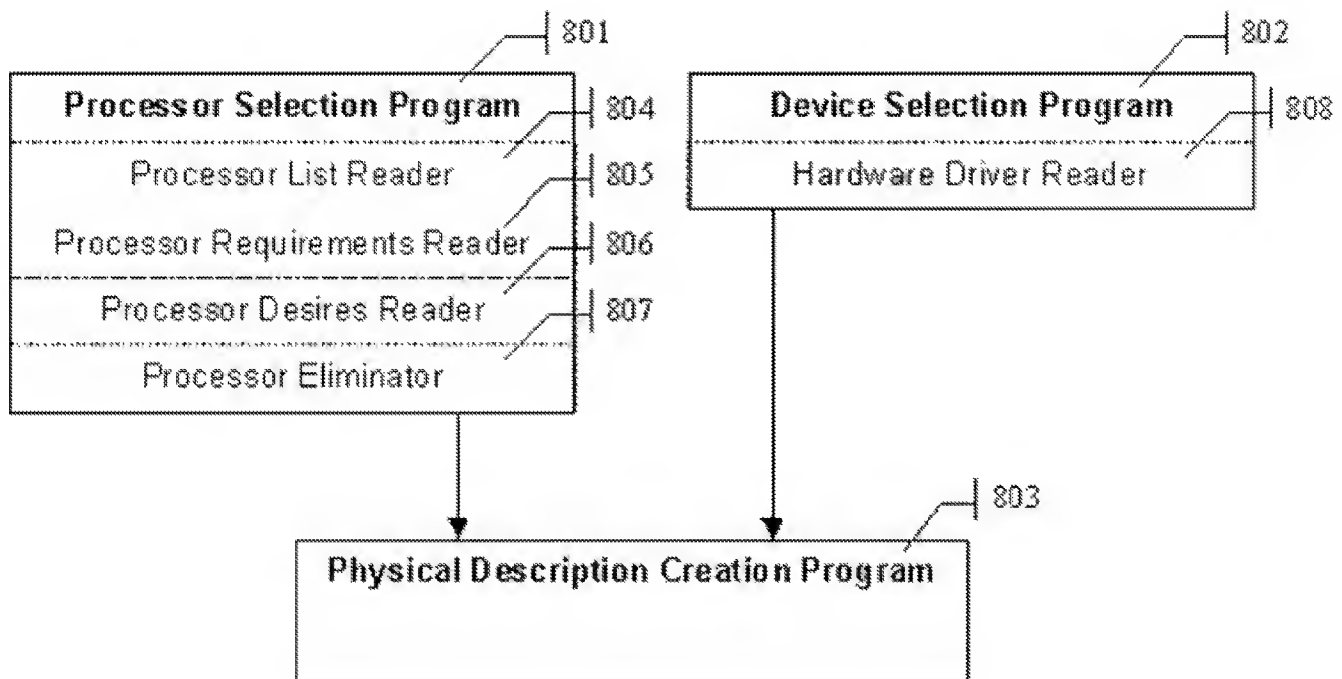 801
802
Processor Selection Program
804
Device Selection Program
808
Processor List Reader
805
Hardware Driver Reader
Processor Requirements Reader
806
Processor Desires Reader
807
Processor Eliminator
803
Physical Description Creation Program